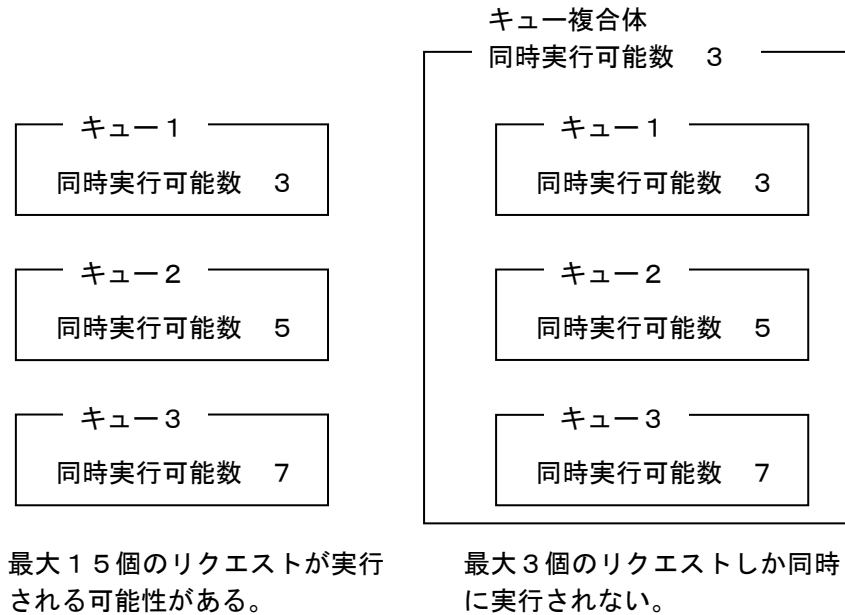 キュー１
同時実行可能数　３
キュー２
同時実行可能数　５
キュー３
同時実行可能数　７
最大１５個のリクエストが実行
される可能性がある。
キュー複合体
同時実行可能数　３
キュー１
同時実行可能数　３
キュー２
同時実行可能数　５
キュー３
同時実行可能数　７
最大３個のリクエストしか同時
に実行されない。